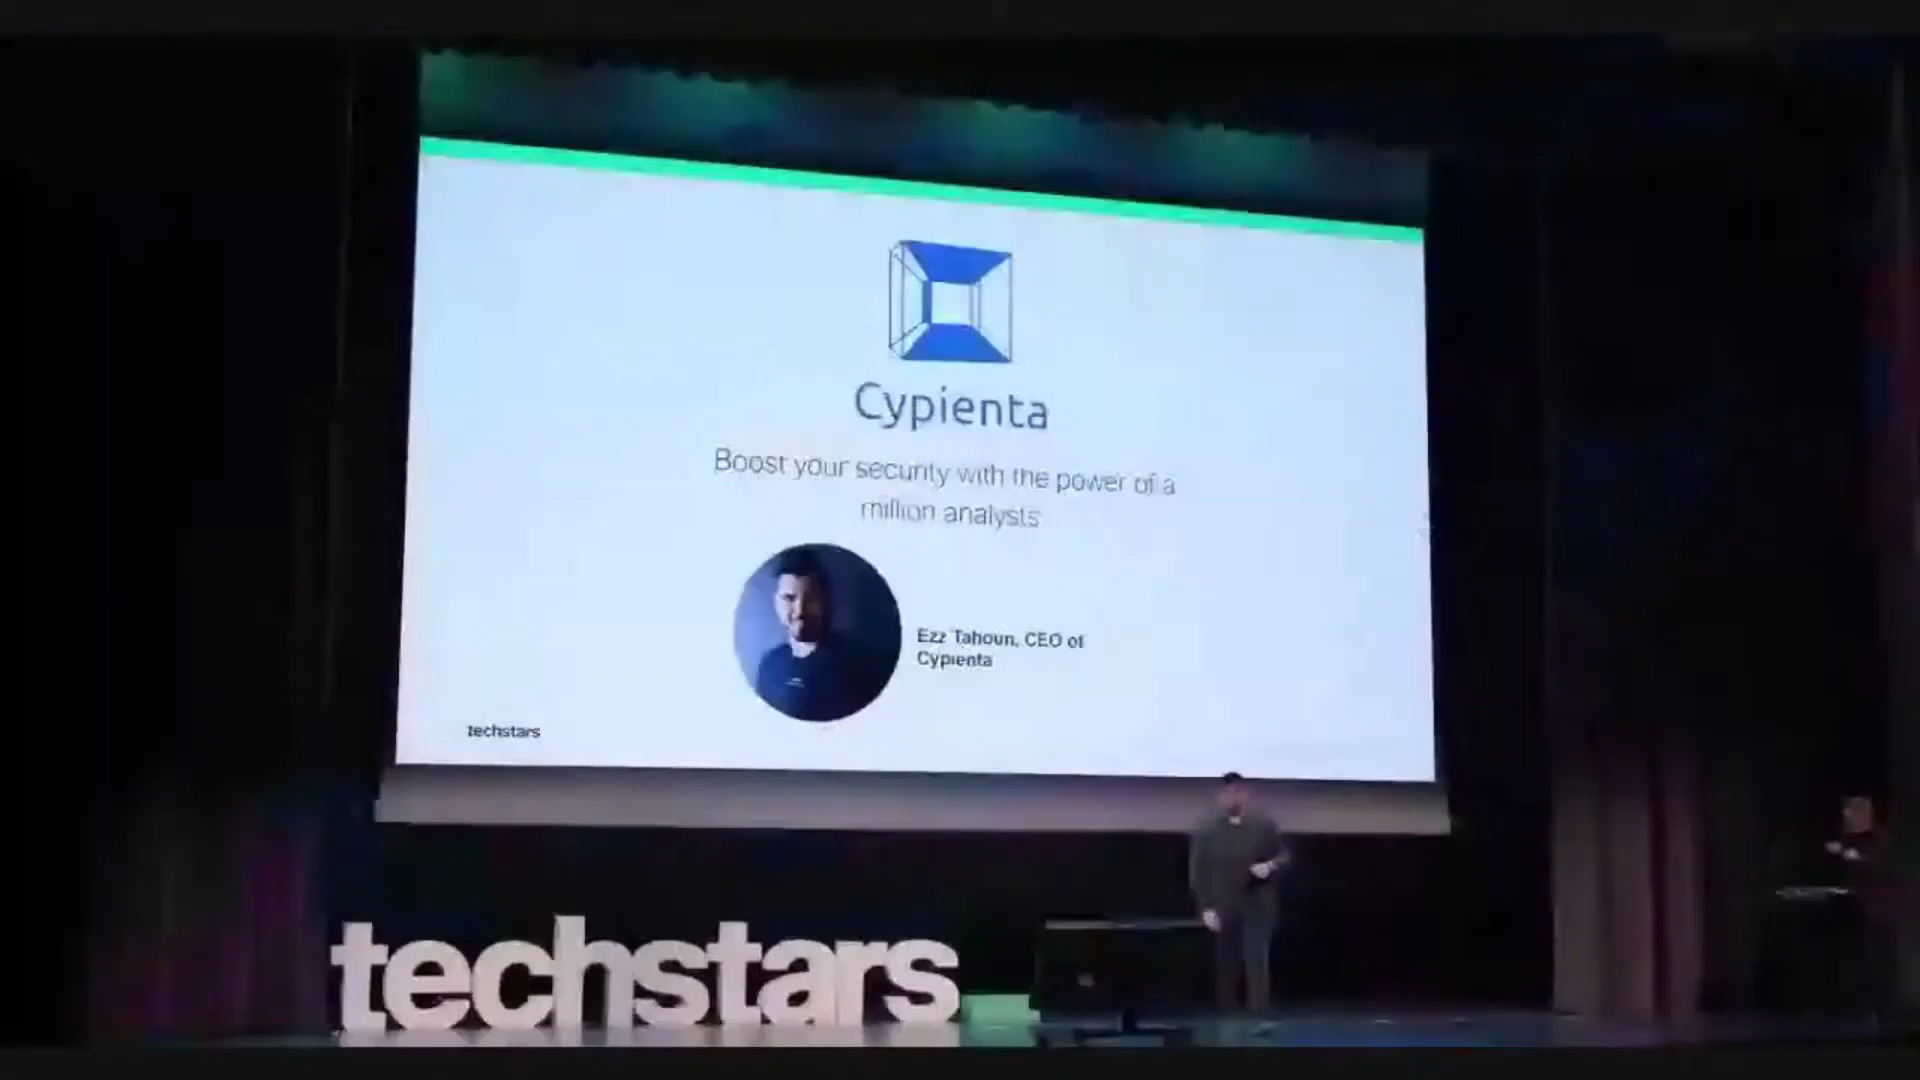 Cypienta
Boost your security with the power of a
million analysts
Ezz Tahoun, CEO of
Cypienta
techstars
techstars